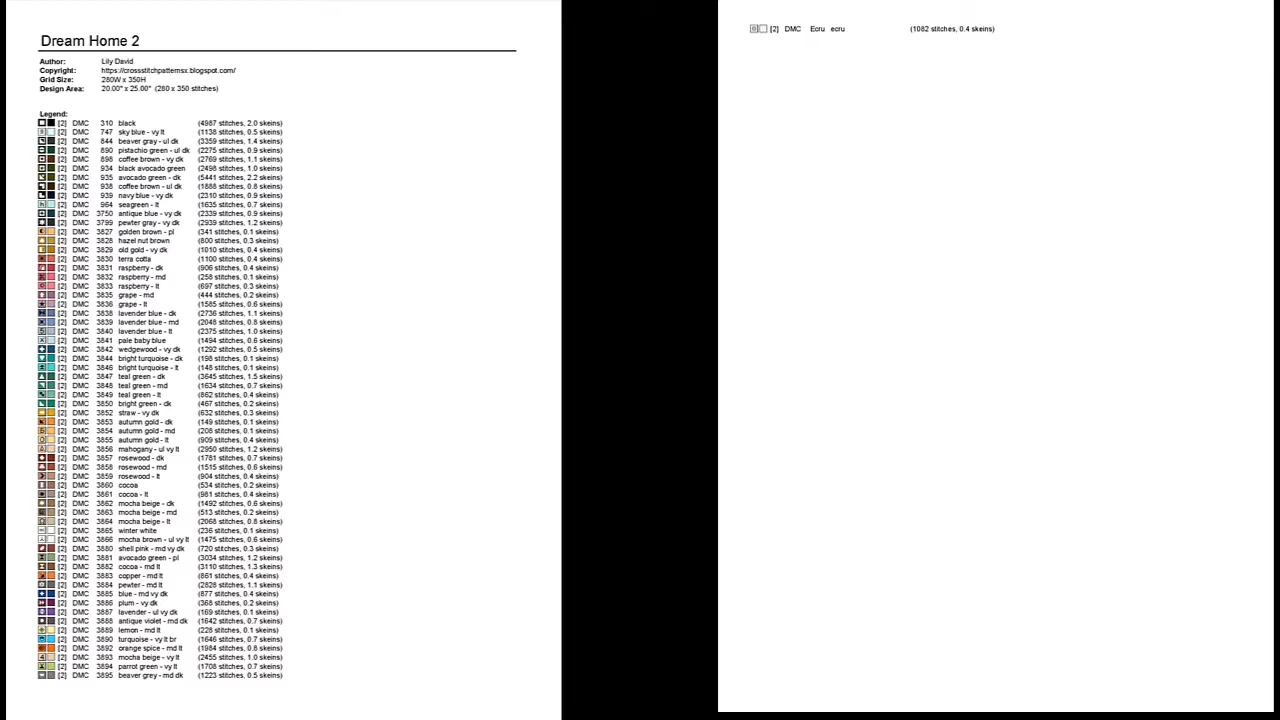 Dream Home 2
Author: Lily David
Copyright: https://crossstitchpatternsx.blogspot.com/
Grid Size: 280W x 350H
Design Area: 20.00" x 25.00" (280 x 350 stitches)
Legend:
[2] DMC 310 black (4987 stitches, 2.0 skeins)
[2] DMC 747 sky blue - vy lt (1138 stitches, 0.5 skeins)
[2] DMC 844 beaver gray - ul dk (3359 stitches, 1.4 skeins)
[2] DMC 890 pistachio green - ul dk (2275 stitches, 0.9 skeins)
[2] DMC 898 coffee brown - vy dk (2769 stitches, 1.1 skeins)
[2] DMC 934 black avocado green (2498 stitches, 1.0 skeins)
[2] DMC 935 avocado green - dk (5441 stitches, 2.2 skeins)
[2] DMC 938 coffee brown - ul dk (1888 stitches, 0.8 skeins)
[2] DMC 939 navy blue - vy dk (2310 stitches, 0.9 skeins)
[2] DMC 964 seagreen - lt (1635 stitches, 0.7 skeins)
[2] DMC 3750 antique blue - vy dk (2339 stitches, 0.9 skeins)
[2] DMC 3799 pewter gray - vy dk (2939 stitches, 1.2 skeins)
[2] DMC 3827 golden brown - pl (341 stitches, 0.1 skeins)
[2] DMC 3828 hazel nut brown (800 stitches, 0.3 skeins)
[2] DMC 3829 old gold - vy dk (1010 stitches, 0.4 skeins)
[2] DMC 3830 terra cotta (1100 stitches, 0.4 skeins)
[2] DMC 3831 raspberry - dk (906 stitches, 0.4 skeins)
[2] DMC 3832 raspberry - md (258 stitches, 0.1 skeins)
[2] DMC 3833 raspberry - lt (697 stitches, 0.3 skeins)
[2] DMC 3835 grape - md (444 stitches, 0.2 skeins)
[2] DMC 3836 grape - lt (1585 stitches, 0.6 skeins)
[2] DMC 3838 lavender blue - dk (2736 stitches, 1.1 skeins)
[2] DMC 3839 lavender blue - md (2048 stitches, 0.8 skeins)
[2] DMC 3840 lavender blue - lt (2375 stitches, 1.0 skeins)
[2] DMC 3841 pale baby blue (1494 stitches, 0.6 skeins)
[2] DMC 3842 wedgewood - vy dk (1292 stitches, 0.5 skeins)
[2] DMC 3844 bright turquoise - dk (198 stitches, 0.1 skeins)
[2] DMC 3846 bright turquoise - lt (148 stitches, 0.1 skeins)
[2] DMC 3847 teal green - dk (3645 stitches, 1.5 skeins)
[2] DMC 3848 teal green - md (1634 stitches, 0.7 skeins)
[2] DMC 3849 teal green - lt (862 stitches, 0.4 skeins)
[2] DMC 3850 bright green - dk (467 stitches, 0.2 skeins)
[2] DMC 3852 straw - vy dk (632 stitches, 0.3 skeins)
[2] DMC 3853 autumn gold - dk (149 stitches, 0.1 skeins)
[2] DMC 3854 autumn gold - md (208 stitches, 0.1 skeins)
[2] DMC 3855 autumn gold - lt (909 stitches, 0.4 skeins)
[2] DMC 3856 mahogany - ul vy lt (2950 stitches, 1.2 skeins)
[2] DMC 3857 rosewood - dk (1781 stitches, 0.7 skeins)
[2] DMC 3858 rosewood - md (1515 stitches, 0.6 skeins)
[2] DMC 3859 rosewood - lt (904 stitches, 0.4 skeins)
[2] DMC 3860 cocoa (534 stitches, 0.2 skeins)
[2] DMC 3861 cocoa - lt (981 stitches, 0.4 skeins)
[2] DMC 3862 mocha beige - dk (1492 stitches, 0.6 skeins)
[2] DMC 3863 mocha beige - md (513 stitches, 0.2 skeins)
[2] DMC 3864 mocha beige - lt (2068 stitches, 0.8 skeins)
[2] DMC 3865 winter white (236 stitches, 0.1 skeins)
[2] DMC 3866 mocha brown - ul vy lt (1475 stitches, 0.6 skeins)
[2] DMC 3880 shell pink - md vy dk (720 stitches, 0.3 skeins)
[2] DMC 3881 avocado green - pl (3034 stitches, 1.2 skeins)
[2] DMC 3882 cocoa - md lt (3110 stitches, 1.3 skeins)
[2] DMC 3883 copper - md lt (861 stitches, 0.4 skeins)
[2] DMC 3884 pewter - md lt (2828 stitches, 1.1 skeins)
[2] DMC 3885 blue - md vy dk (877 stitches, 0.4 skeins)
[2] DMC 3886 plum - vy dk (368 stitches, 0.2 skeins)
[2] DMC 3887 lavender - ul vy dk (169 stitches, 0.1 skeins)
[2] DMC 3888 antique violet - md dk (1642 stitches, 0.7 skeins)
[2] DMC 3889 lemon - md lt (228 stitches, 0.1 skeins)
[2] DMC 3890 turquoise - vy lt br (1646 stitches, 0.7 skeins)
[2] DMC 3892 orange spice - md lt (1984 stitches, 0.8 skeins)
[2] DMC 3893 mocha beige - vy lt (2455 stitches, 1.0 skeins)
[2] DMC 3894 parrot green - vy lt (1708 stitches, 0.7 skeins)
[2] DMC 3895 beaver grey - md dk (1223 stitches, 0.5 skeins)
[2] DMC Ecru ecru (1082 stitches, 0.4 skeins)